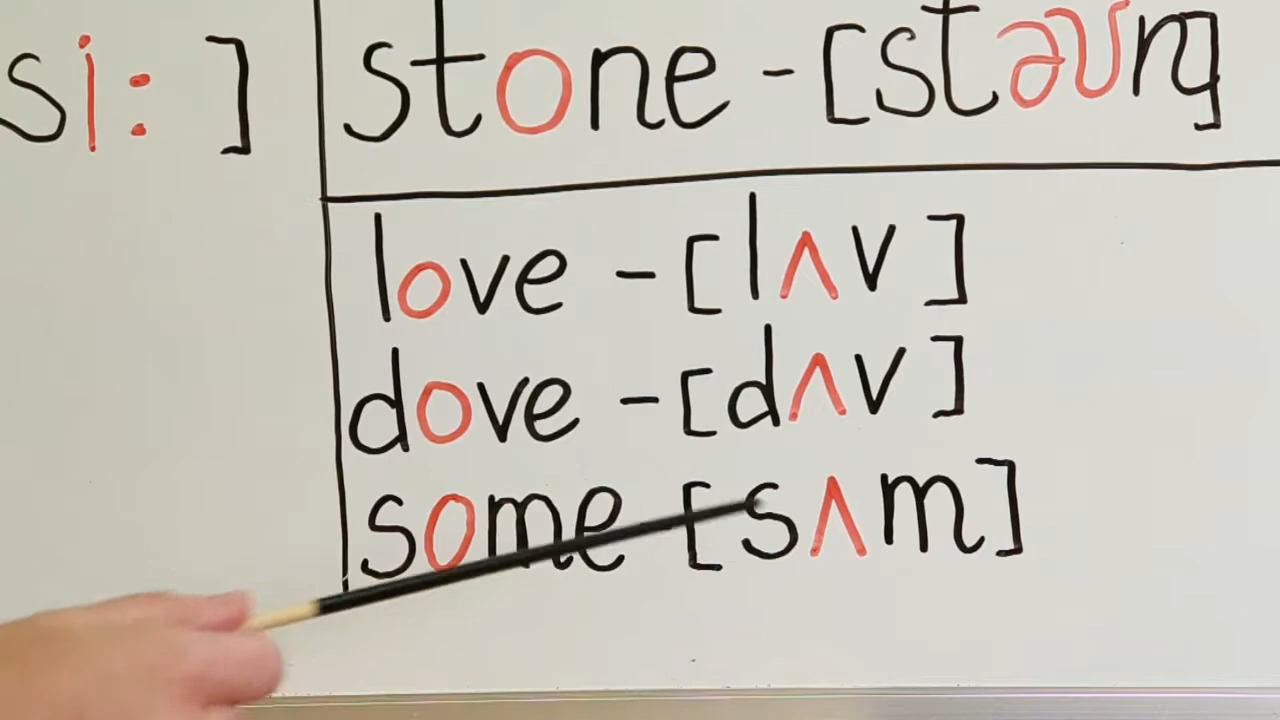 si: ]
stone - [stəʊn]
love - [lʌv]
dove - [dʌv]
some [sʌm]